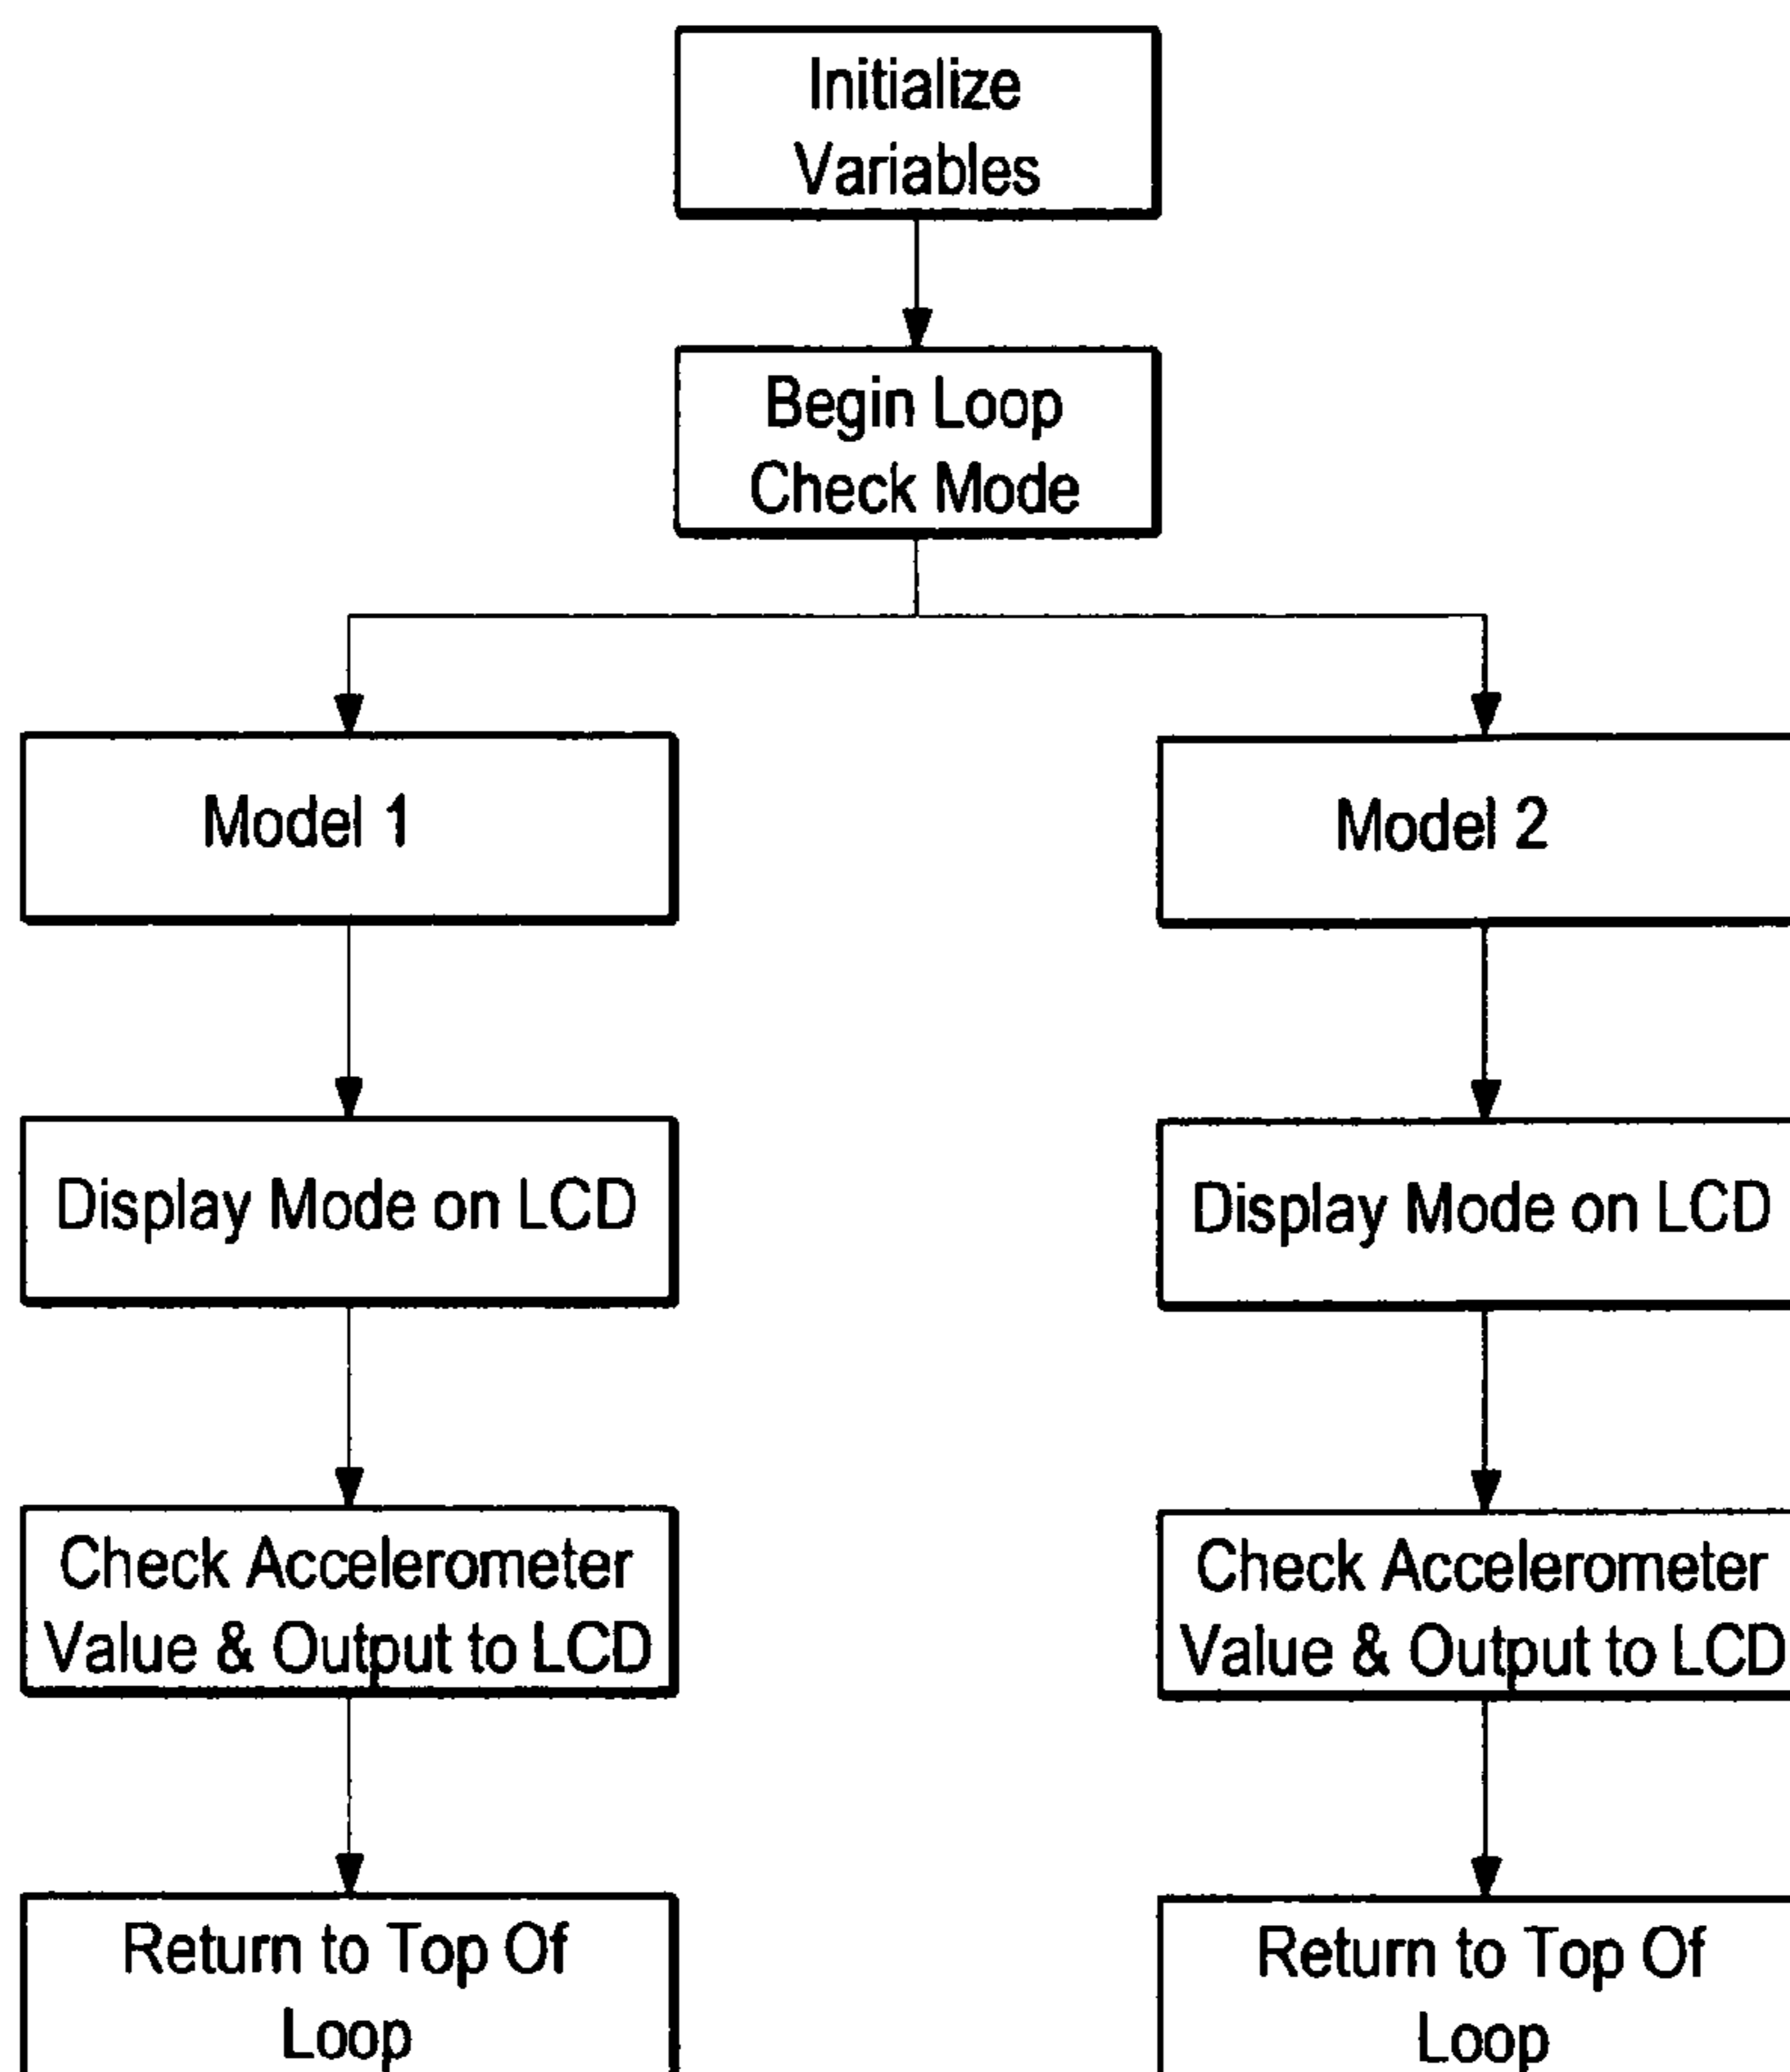 Initialize
Variables
Begin Loop
Check Mode
Model 1
Model 2
Display Mode on LCD
Display Mode on LCD
Check Accelerometer
Value & Output to LCD
Check Accelerometer
Value & Output to LCD
Return to Top Of
Loop
Return to Top Of
Loop